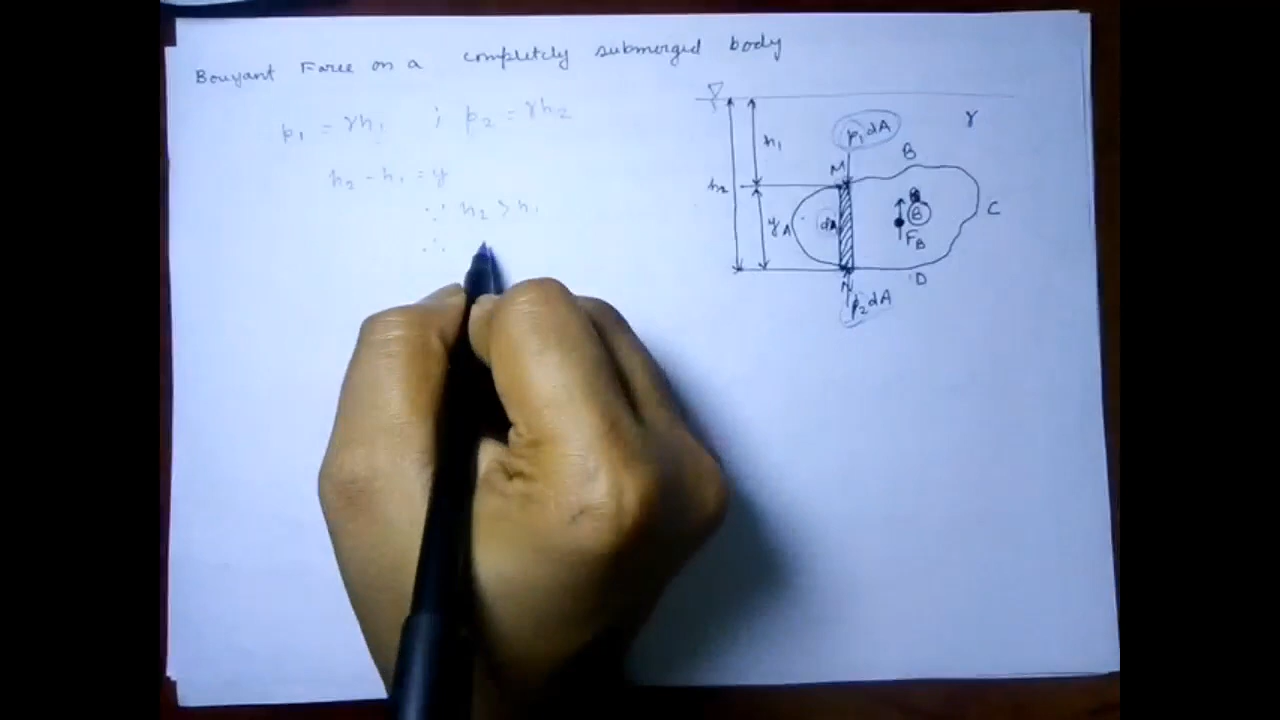 Bouyant Force on a completely submerged body
p₁ = γh₁ ; p₂ = γh₂
h₂ - h₁ = y
∵ h₂ > h₁
∴
p₁dA
γ
h₁
M
B
h₂
y
A
dA
B
C
F_B
N
D
p₂dA